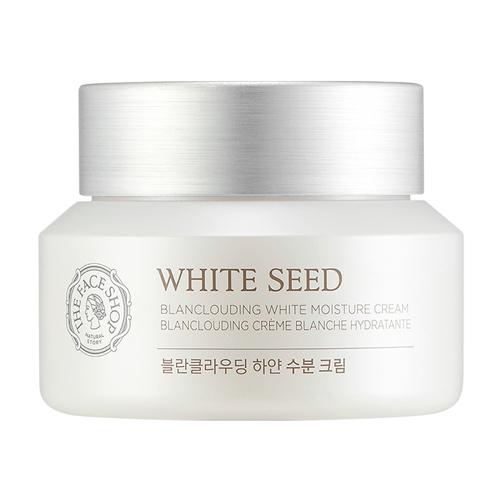 THE FACE SHOP
NATURAL
STORY
WHITE SEED
BLANCLOUDING WHITE MOISTURE CREAM
BLANCLOUDING CRÈME BLANCHE HYDRATANTE
블란클라우딩 하얀 수분 크림